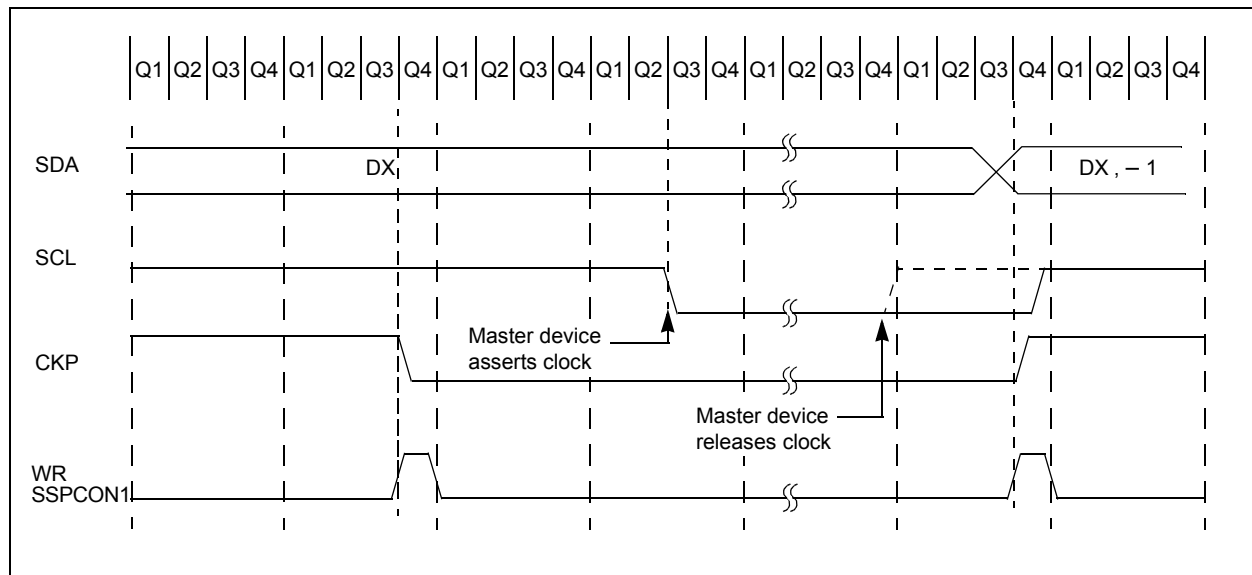 Q1 Q2 Q3 Q4 Q1 Q2 Q3 Q4 Q1 Q2 Q3 Q4 Q1 Q2 Q3 Q4 Q1 Q2 Q3 Q4 Q1 Q2 Q3 Q4 Q1 Q2 Q3 Q4
SDA
DX
DX , – 1
SCL
Master device
asserts clock
CKP
Master device
releases clock
WR
SSPCON1